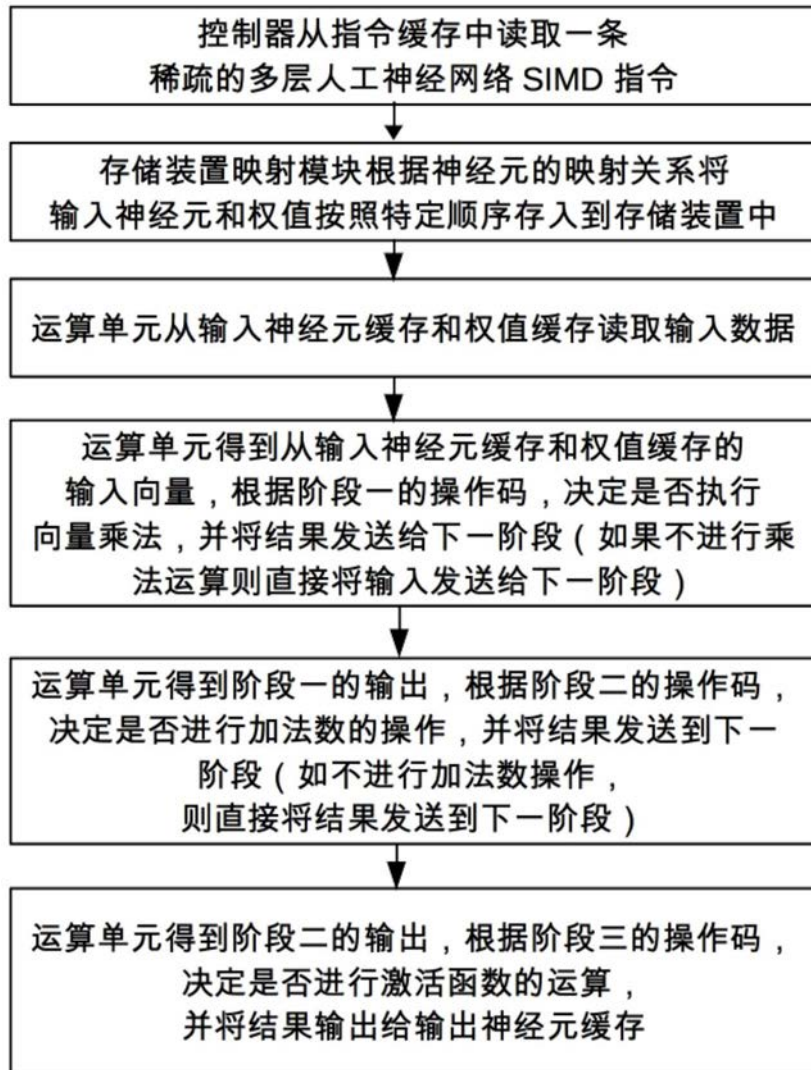 控制器从指令缓存中读取一条
稀疏的多层人工神经网络 SIMD 指令
存储装置映射模块根据神经元的映射关系将
输入神经元和权值按照特定顺序存入到存储装置中
运算单元从输入神经元缓存和权值缓存读取输入数据
运算单元得到从输入神经元缓存和权值缓存的
输入向量，根据阶段一的操作码，决定是否执行
向量乘法，并将结果发送给下一阶段（如果不进行乘
法运算则直接将输入发送给下一阶段）
运算单元得到阶段一的输出，根据阶段二的操作码，
决定是否进行加法数的操作，并将结果发送到下一
阶段（如不进行加法数操作，
则直接将结果发送到下一阶段）
运算单元得到阶段二的输出，根据阶段三的操作码，
决定是否进行激活函数的运算，
并将结果输出给输出神经元缓存